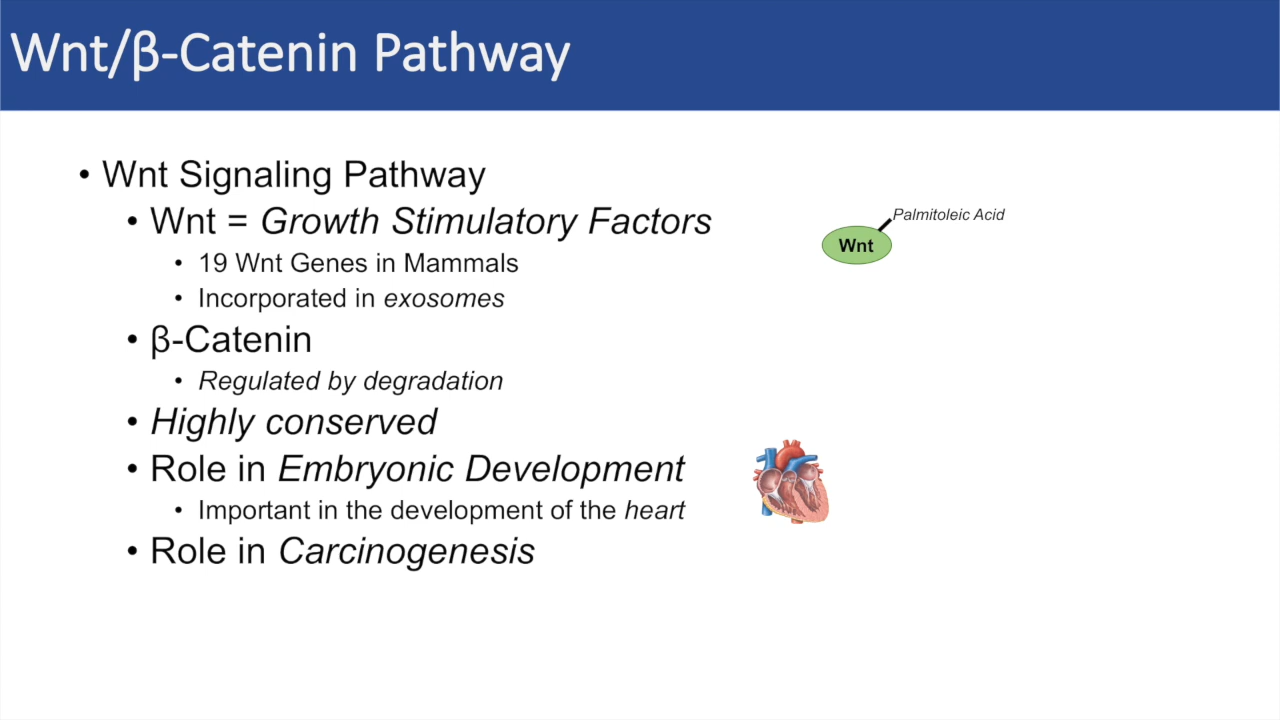 Wnt/β-Catenin Pathway
• Wnt Signaling Pathway
• Wnt = Growth Stimulatory Factors
Palmitoleic Acid
Wnt
• 19 Wnt Genes in Mammals
• Incorporated in exosomes
• β-Catenin
• Regulated by degradation
• Highly conserved
• Role in Embryonic Development
• Important in the development of the heart
• Role in Carcinogenesis